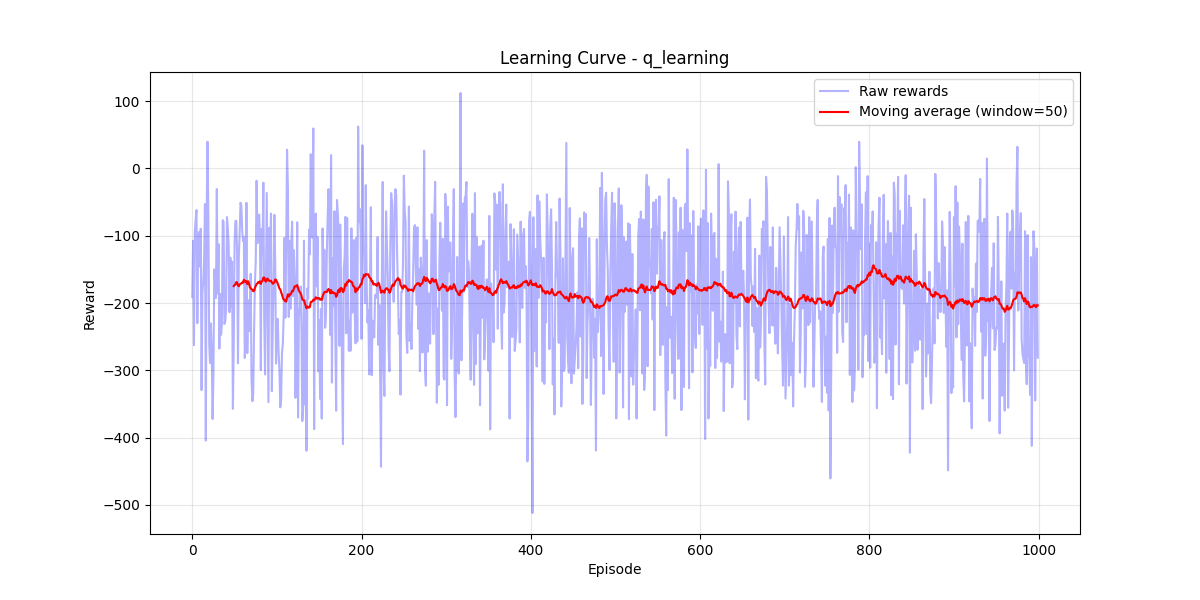 Learning Curve - q_learning
Raw rewards
Moving average (window=50)
Reward
100
0
−100
−200
−300
−400
−500
0
200
400
600
800
1000
Episode